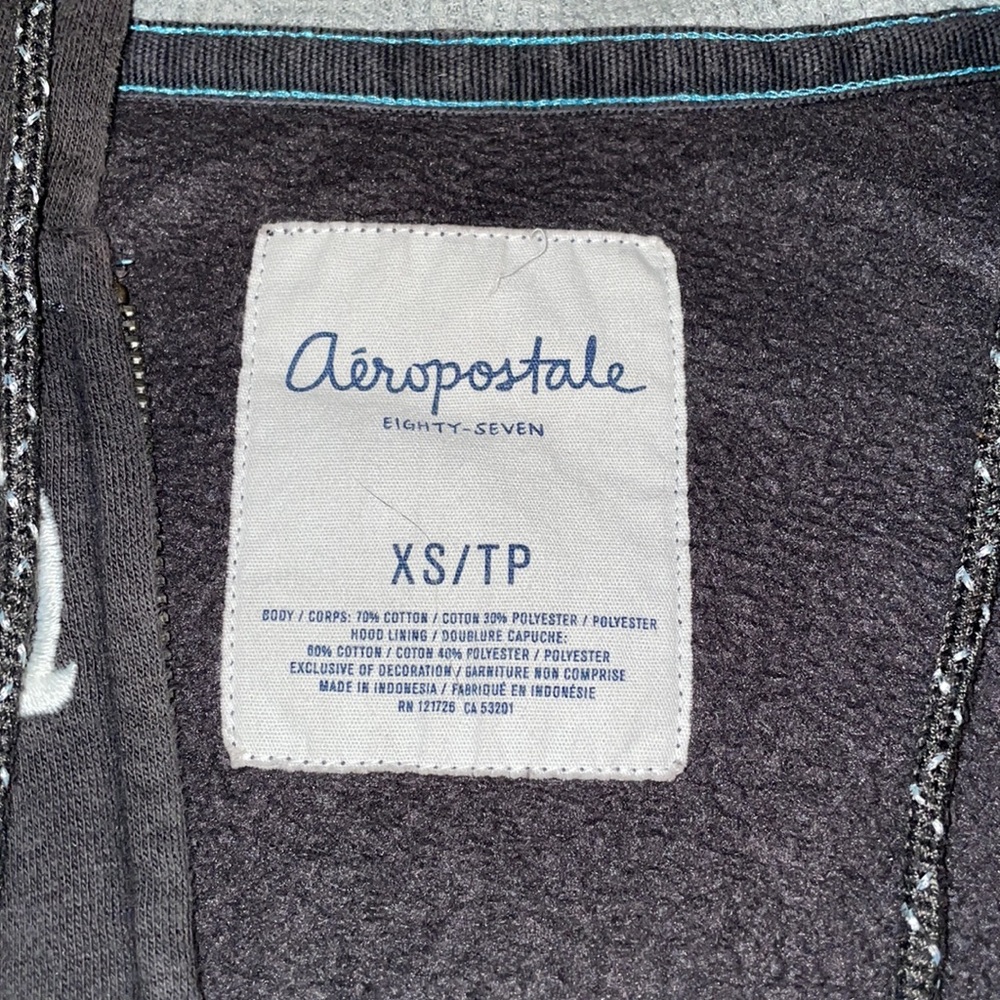 aéropostale
EIGHTY-SEVEN
XS/TP
BODY / CORPS: 70% COTTON / COTON 30% POLYESTER / POLYESTER
HOOD LINING / DOUBLURE CAPUCHE:
60% COTTON / COTON 40% POLYESTER / POLYESTER
EXCLUSIVE OF DECORATION / GARNITURE NON COMPRISE
MADE IN INDONESIA / FABRIQUÉ EN INDONÉSIE
RN 121726 CA 53201